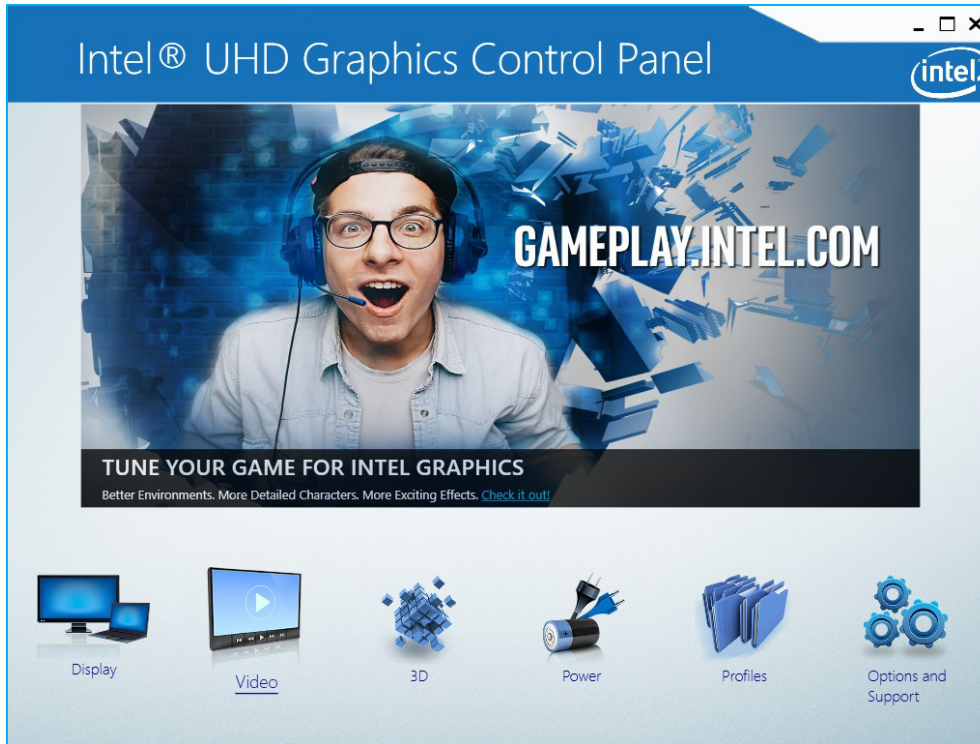 Intel® UHD Graphics Control Panel
intel
GAMEPLAY.INTEL.COM
TUNE YOUR GAME FOR INTEL GRAPHICS
Better Environments. More Detailed Characters. More Exciting Effects. Check it out!
Display
Video
3D
Power
Profiles
Options and
Support